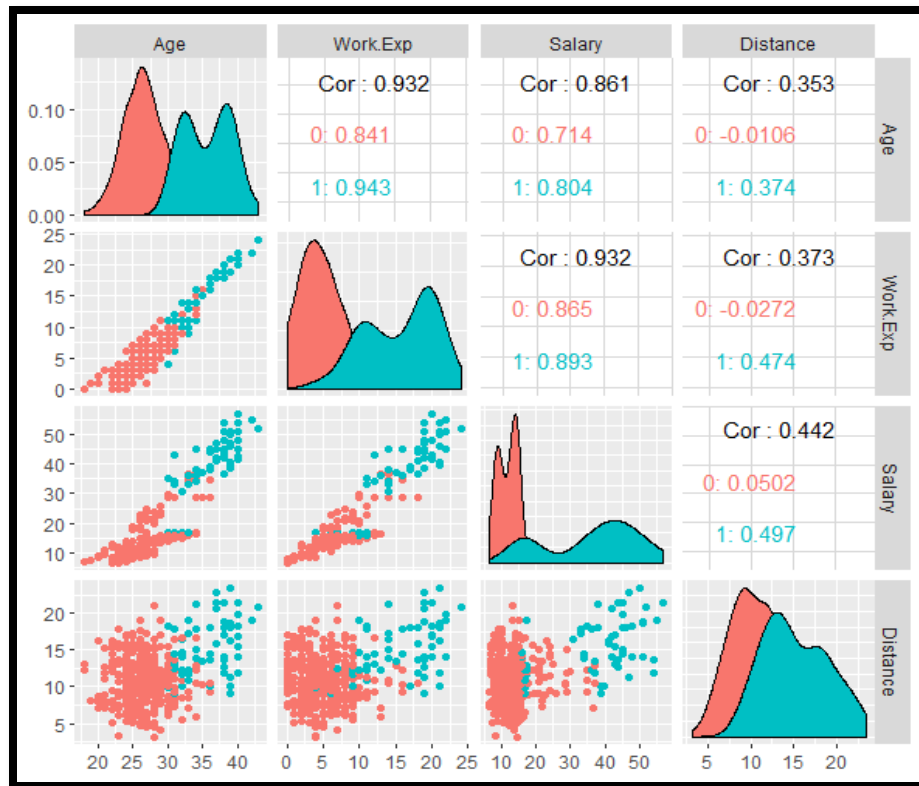 Age Work.Exp Salary Distance
Cor : 0.932 Cor : 0.861 Cor : 0.353
0.10
0: 0.841 0: 0.714 0: -0.0106
0.05
1: 0.943 1: 0.804 1: 0.374
0.00
Age
25
Cor : 0.932 Cor : 0.373
20
15
0: 0.865 0: -0.0272
10
5
1: 0.893 1: 0.474
0
Work.Exp
Cor : 0.442
50
40
0: 0.0502
30
20
1: 0.497
10
Salary
20
15
10
5
Distance
20 25 30 35 40 0 5 10 15 20 25 10 20 30 40 50 5 10 15 20